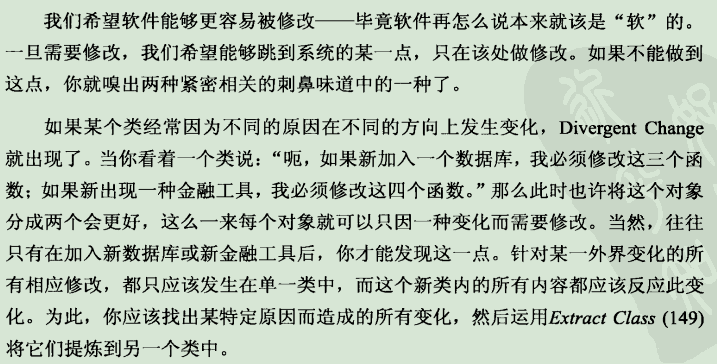 我们希望软件能够更容易被修改——毕竟软件再怎么说本来就该是“软”的。
一旦需要修改，我们希望能够跳到系统的某一点，只在该处做修改。如果不能做到
这点，你就嗅出两种紧密相关的刺鼻味道中的一种了。
如果某个类经常因为不同的原因在不同的方向上发生变化，Divergent Change
就出现了。当你看着一个类说：“呃，如果新加入一个数据库，我必须修改这三个函
数；如果新出现一种金融工具，我必须修改这四个函数。”那么此时也许将这个对象
分成两个会更好，这么一来每个对象就可以只因一种变化而需要修改。当然，往往
只有在加入新数据库或新金融工具后，你才能发现这一点。针对某一外界变化的所
有相应修改，都只应该发生在单一类中，而这个新类内的所有内容都应该反应此变
化。为此，你应该找出某特定原因而造成的所有变化，然后运用Extract Class (149)
将它们提炼到另一个类中。